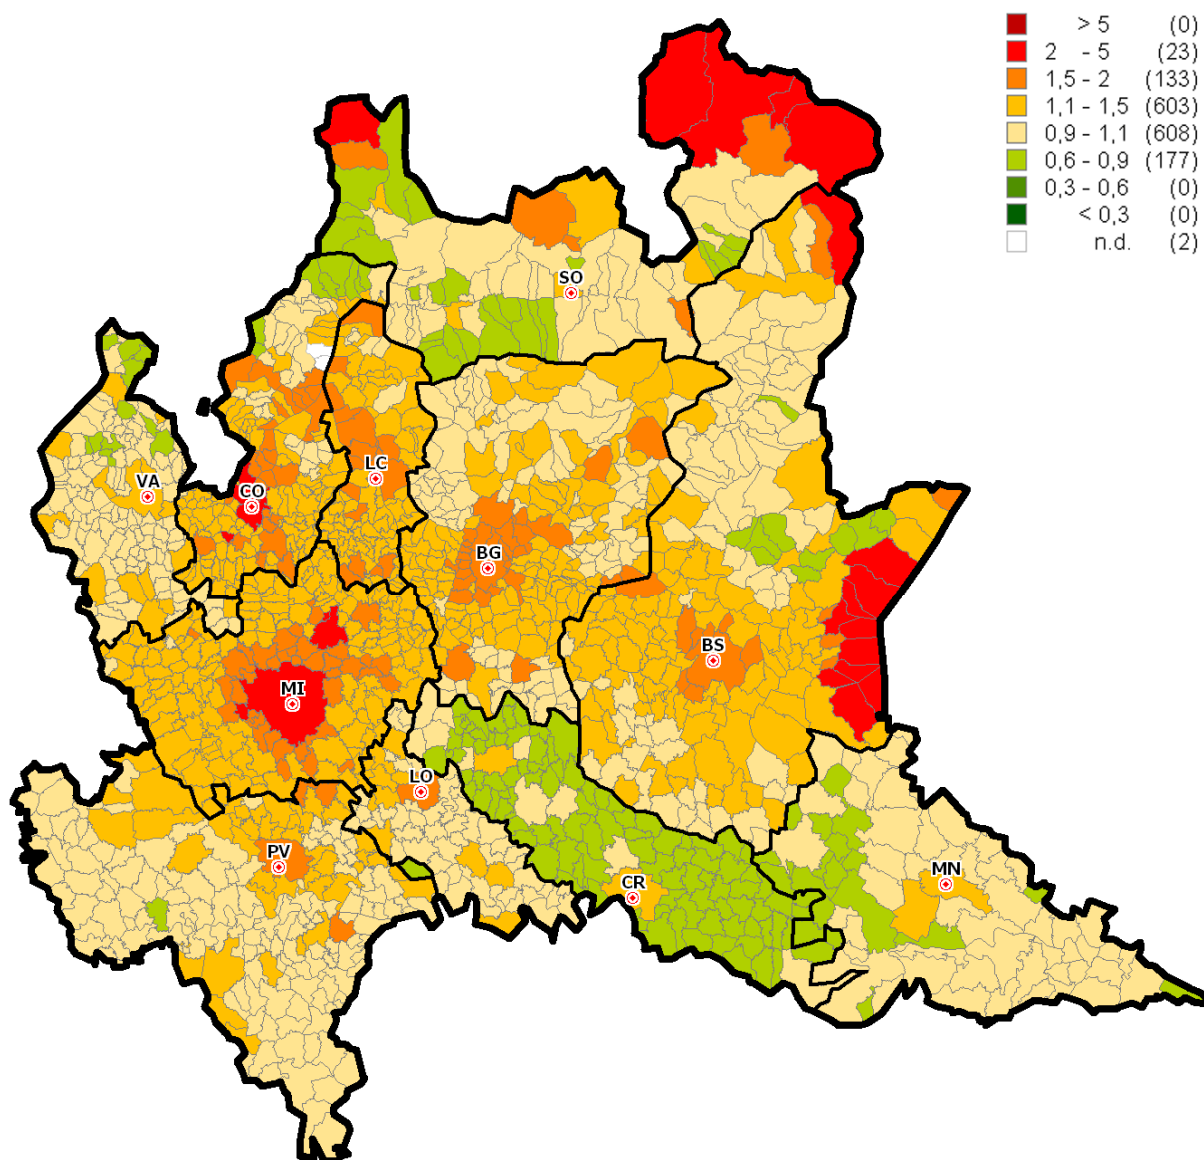 > 5 (0)
2 - 5 (23)
1,5 - 2 (133)
1,1 - 1,5 (603)
0,9 - 1,1 (608)
0,6 - 0,9 (177)
0,3 - 0,6 (0)
< 0,3 (0)
n.d. (2)
SO
LC
VA
CO
BG
BS
MI
LO
PV
CR
MN